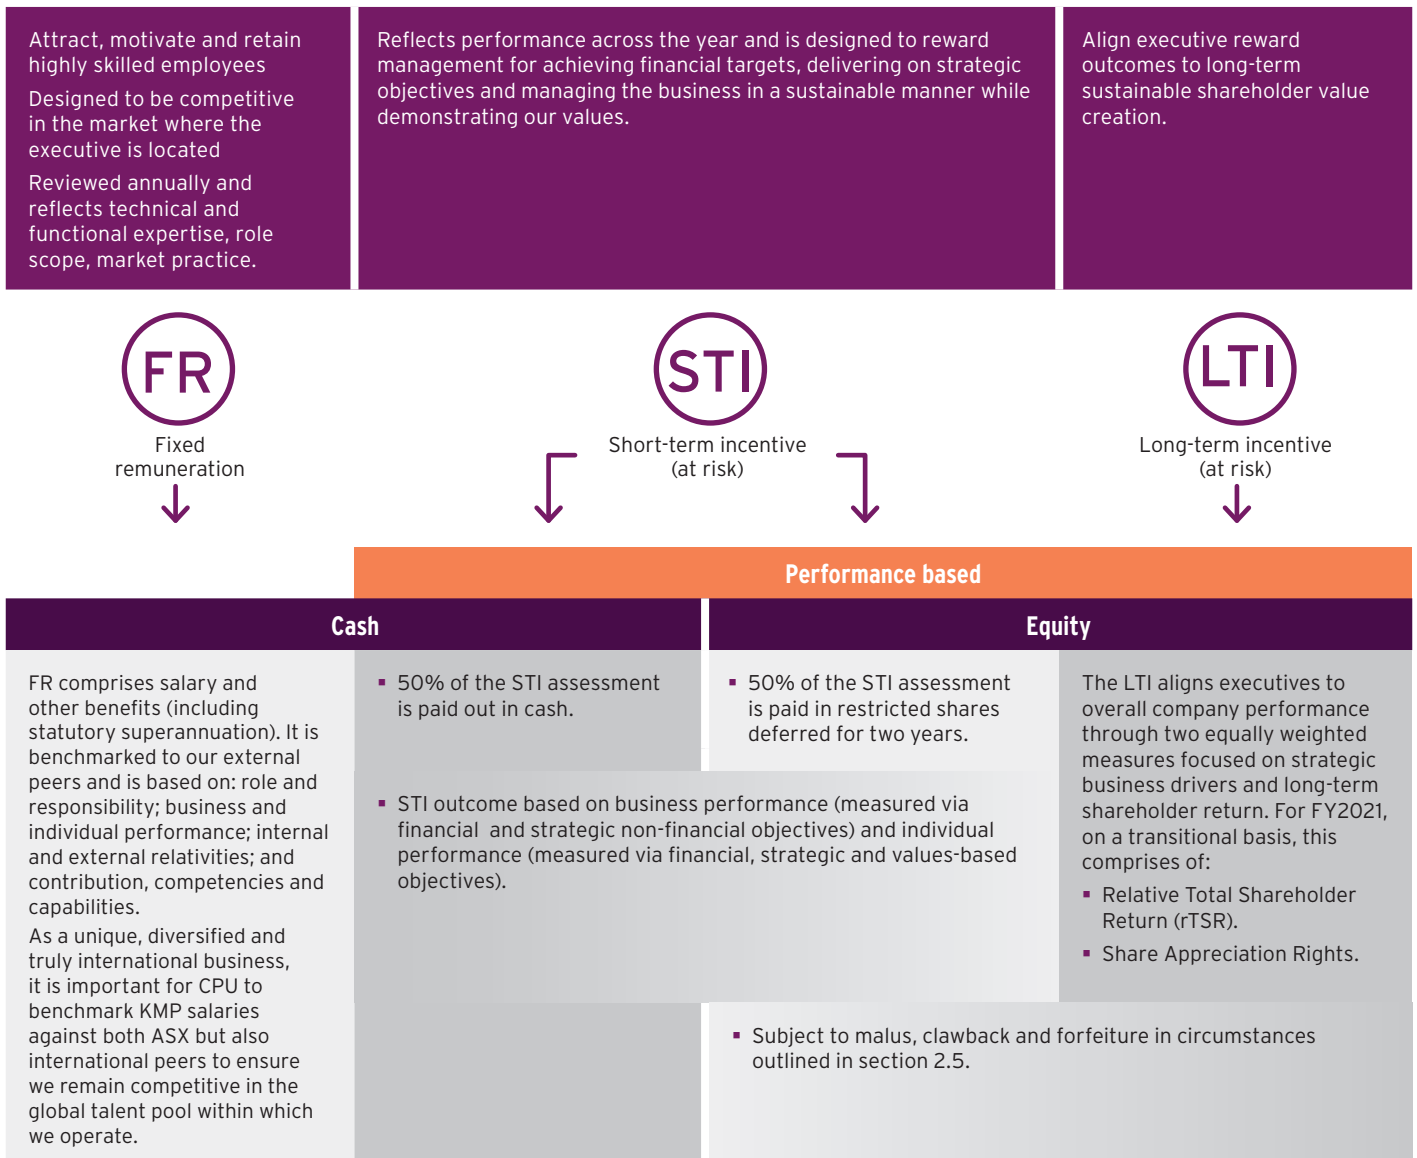 Attract, motivate and retain
highly skilled employees
Designed to be competitive
in the market where the
executive is located
Reviewed annually and
reflects technical and
functional expertise, role
scope, market practice.
Reflects performance across the year and is designed to reward
management for achieving financial targets, delivering on strategic
objectives and managing the business in a sustainable manner while
demonstrating our values.
Align executive reward
outcomes to long-term
sustainable shareholder value
creation.
FR
Fixed
remuneration
STI
Short-term incentive
(at risk)
LTI
Long-term incentive
(at risk)
Performance based
Cash
Equity
FR comprises salary and
other benefits (including
statutory superannuation). It is
benchmarked to our external
peers and is based on: role and
responsibility; business and
individual performance; internal
and external relativities; and
contribution, competencies and
capabilities.
As a unique, diversified and
truly international business,
it is important for CPU to
benchmark KMP salaries
against both ASX but also
international peers to ensure
we remain competitive in the
global talent pool within which
we operate.
▪ 50% of the STI assessment
is paid out in cash.
▪ 50% of the STI assessment
is paid in restricted shares
deferred for two years.
▪ STI outcome based on business performance (measured via
financial and strategic non-financial objectives) and individual
performance (measured via financial, strategic and values-based
objectives).
The LTI aligns executives to
overall company performance
through two equally weighted
measures focused on strategic
business drivers and long-term
shareholder return. For FY2021,
on a transitional basis, this
comprises of:
▪ Relative Total Shareholder
Return (rTSR).
▪ Share Appreciation Rights.
▪ Subject to malus, clawback and forfeiture in circumstances
outlined in section 2.5.